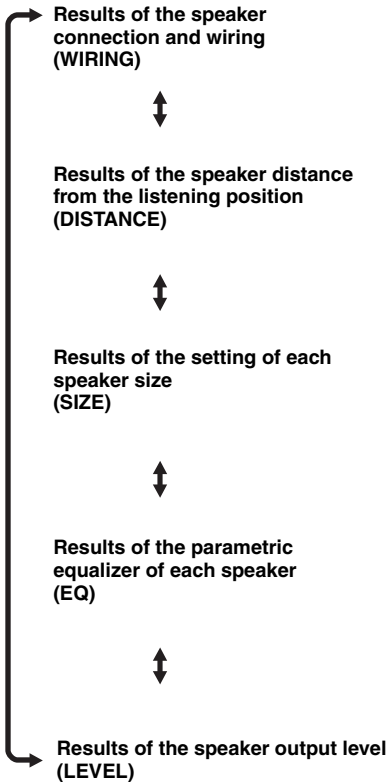 Results of the speaker
connection and wiring
(WIRING)
Results of the speaker distance
from the listening position
(DISTANCE)
Results of the setting of each
speaker size
(SIZE)
Results of the parametric
equalizer of each speaker
(EQ)
Results of the speaker output level
(LEVEL)